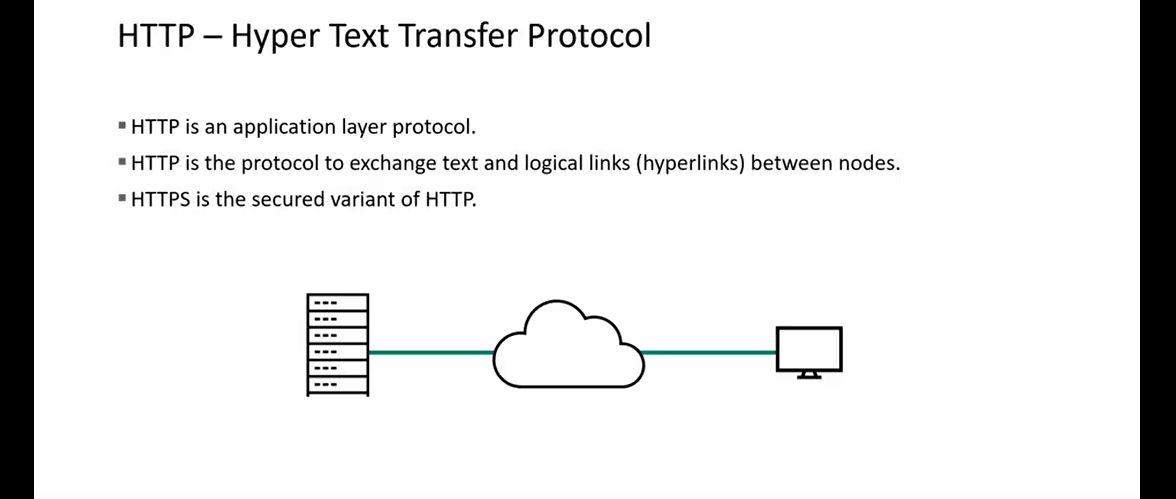 HTTP – Hyper Text Transfer Protocol
▪ HTTP is an application layer protocol.
▪ HTTP is the protocol to exchange text and logical links (hyperlinks) between nodes.
▪ HTTPS is the secured variant of HTTP.